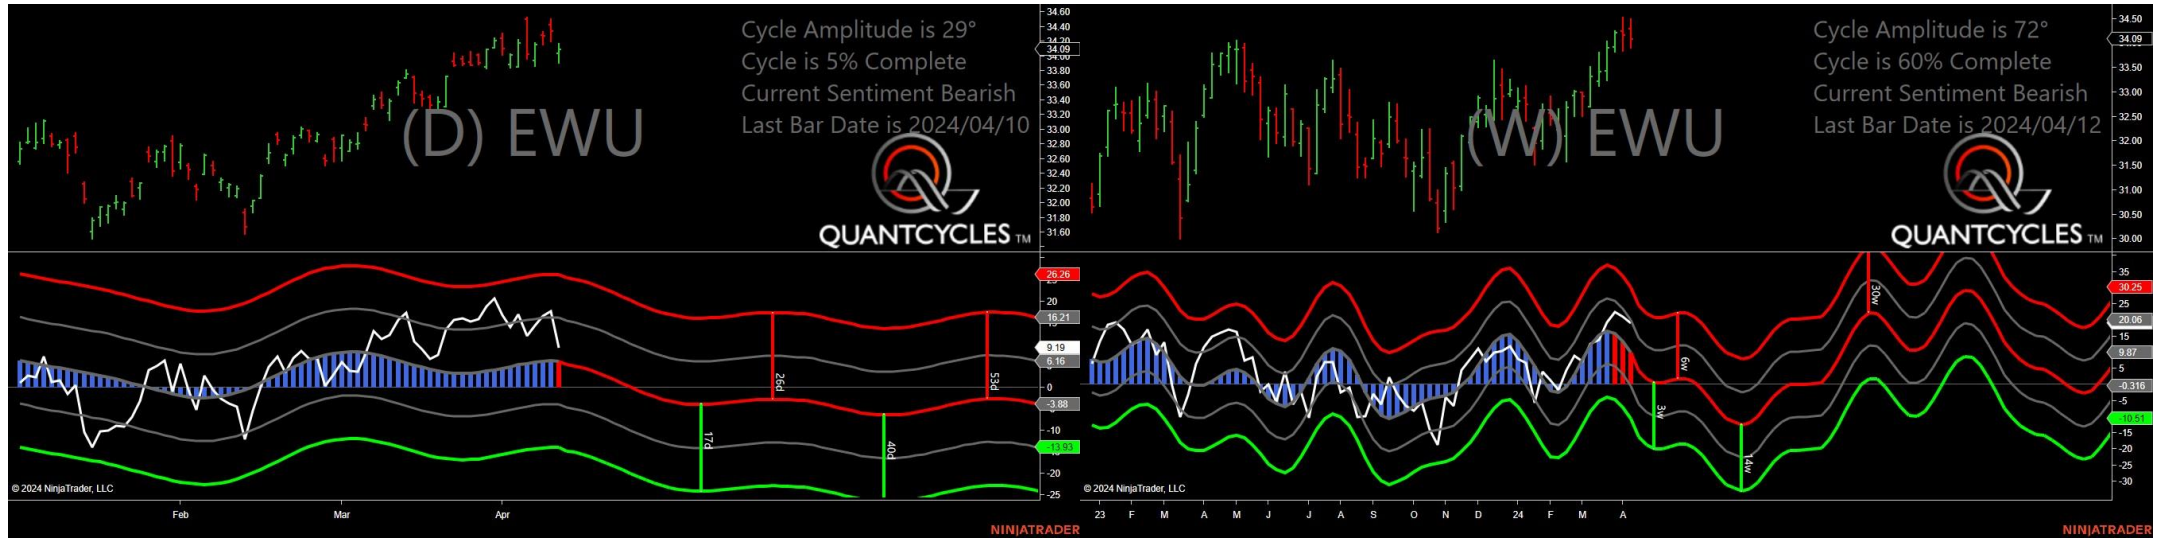 Cycle Amplitude is 29°
Cycle is 5% Complete
Current Sentiment Bearish
Last Bar Date is 2024/04/10
(D) EWU
QUANTCYCLES TM
34.60
34.40
34.20
34.09
34.00
33.80
33.60
33.40
33.20
33.00
32.80
32.60
32.40
32.20
32.00
31.80
31.60
26.26
20
16.21
9.19
6.16
0
-3.88
-10
-13.93
-20
-25
17d
26d
40d
53d
© 2024 NinjaTrader, LLC
Feb Mar Apr
NINJATRADER
Cycle Amplitude is 72°
Cycle is 60% Complete
Current Sentiment Bearish
Last Bar Date is 2024/04/12
(W) EWU
QUANTCYCLES TM
34.50
34.09
33.50
33.00
32.50
32.00
31.50
31.00
30.50
30.00
35
30.25
25
20.06
15
9.87
5
-0.316
-5
-10.51
-15
-20
-25
-30
3w
6w
14w
30w
© 2024 NinjaTrader, LLC
23 F M A M J J A S O N D 24 F M A
NINJATRADER